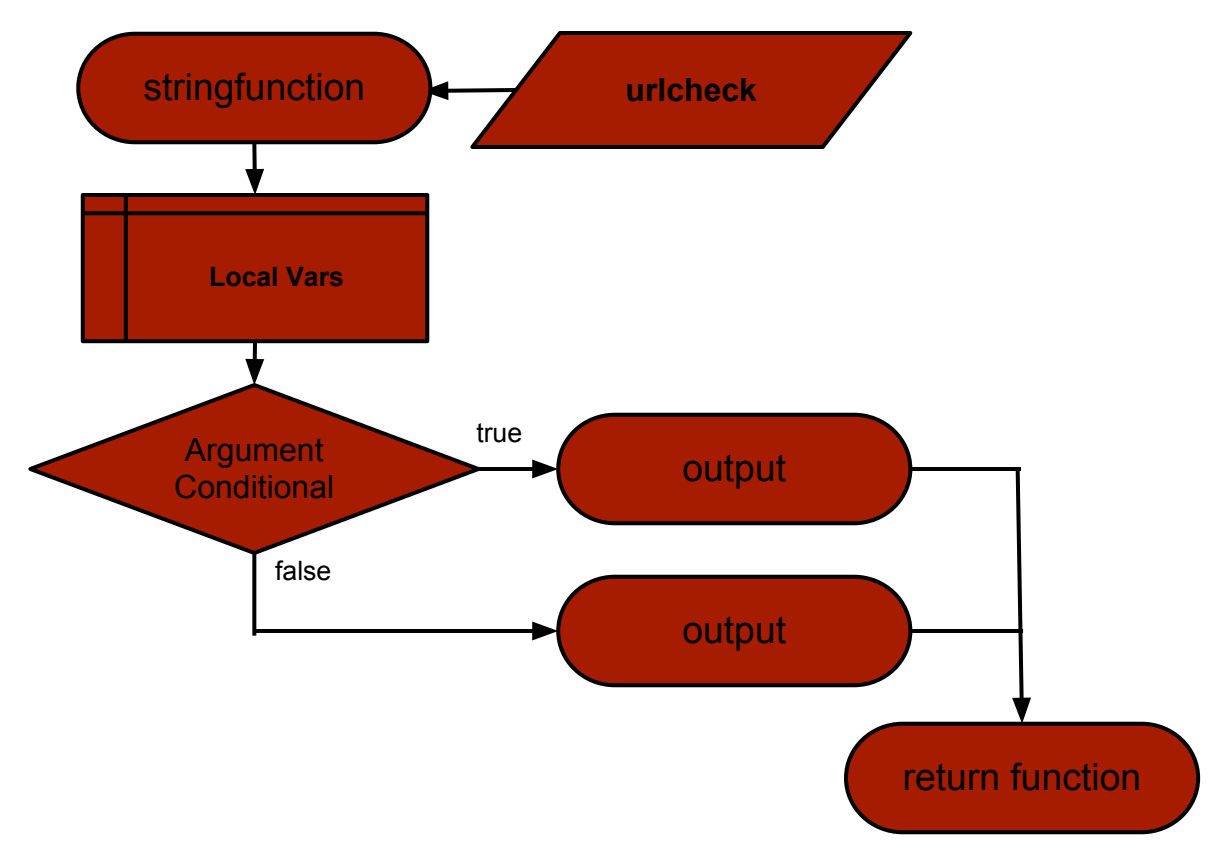 stringfunction
urlcheck
Local Vars
Argument
Conditional
true
output
false
output
return function